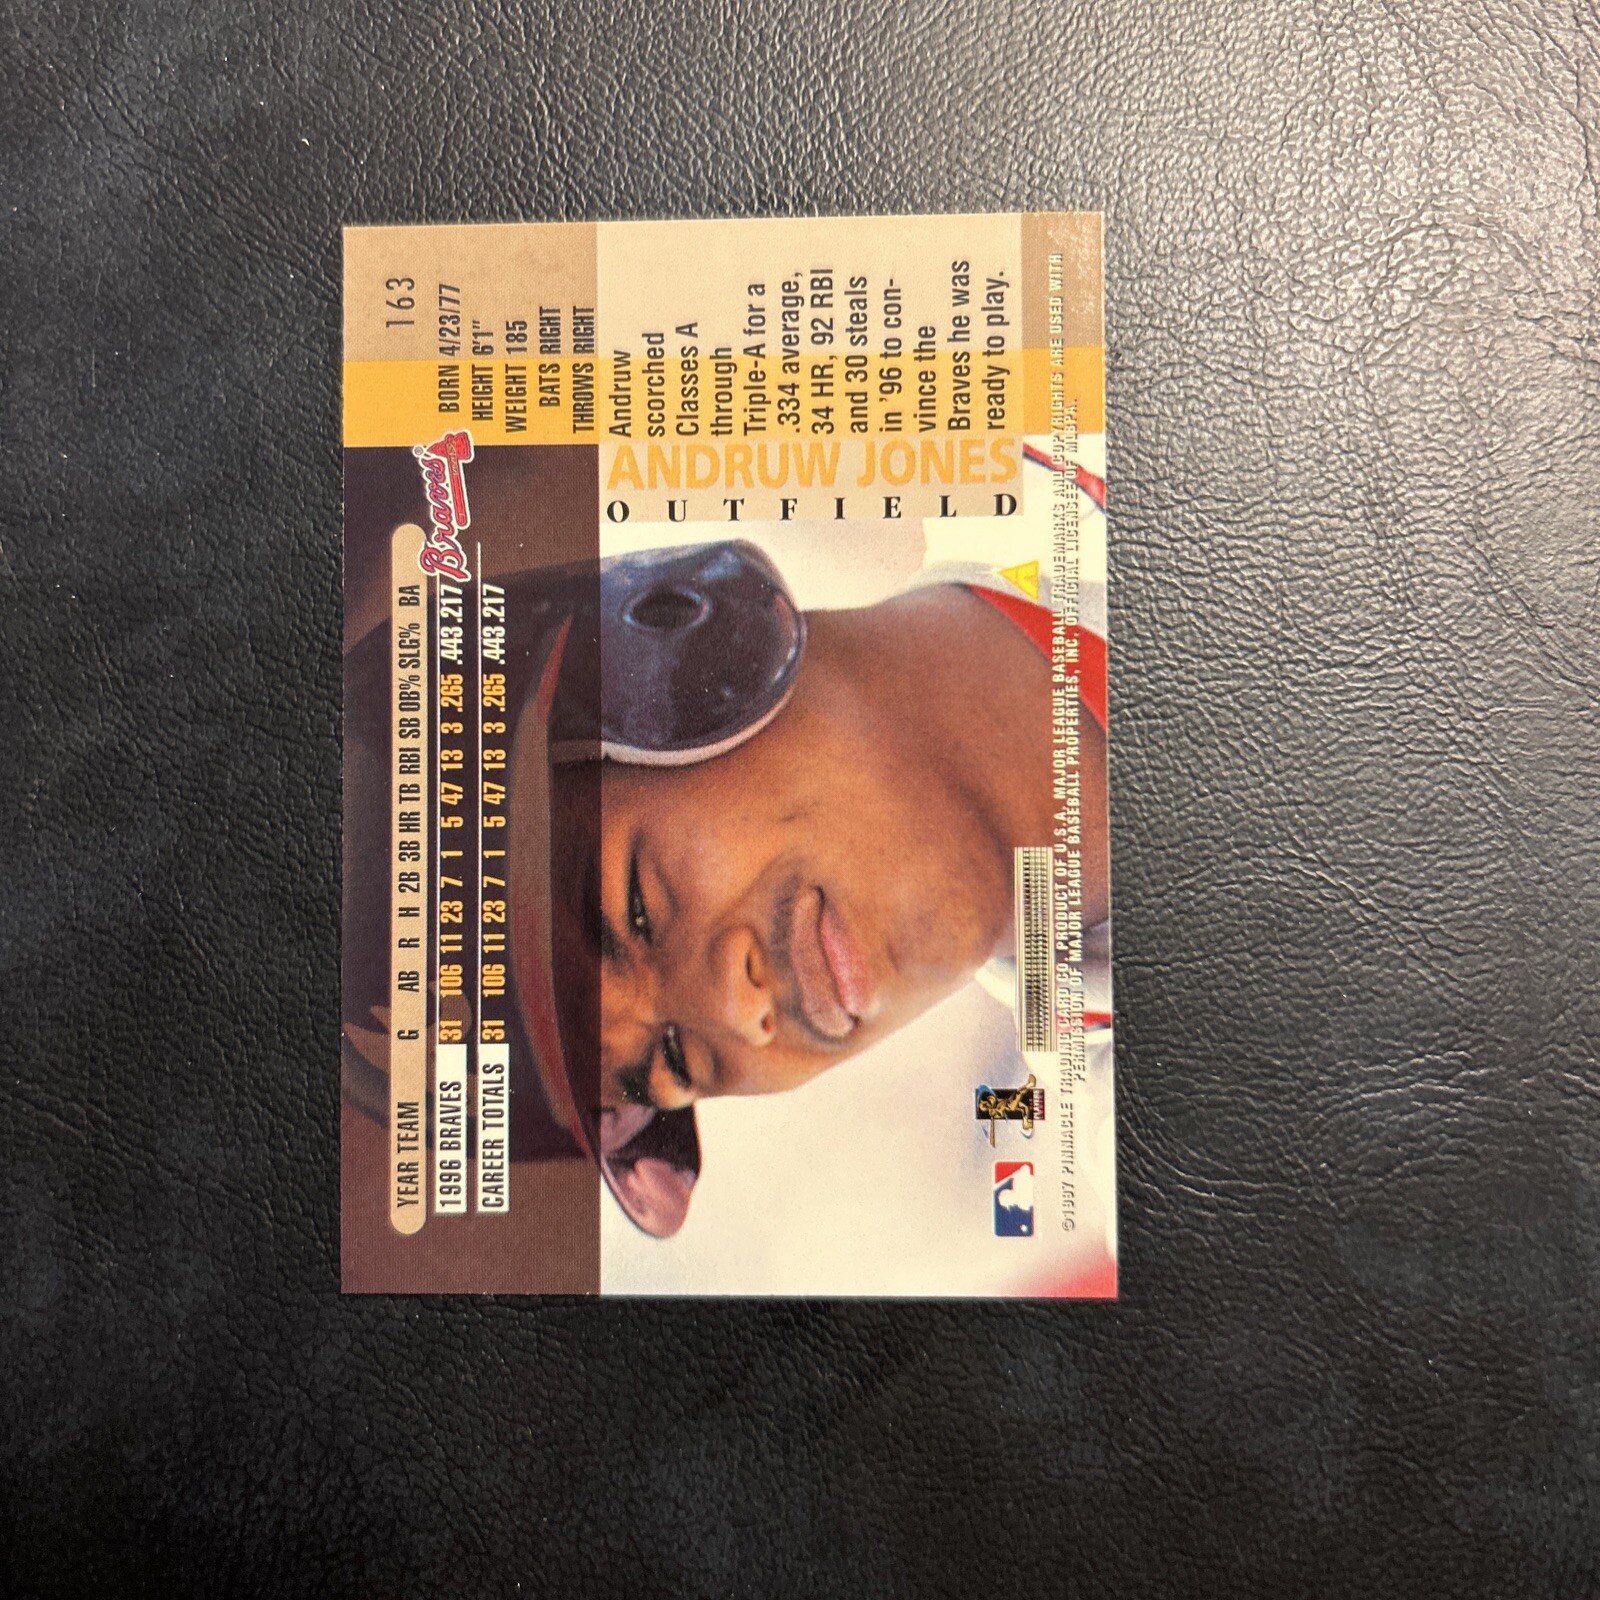 163
BORN 4/23/77
HEIGHT 6'1"
WEIGHT 185
BATS RIGHT
THROWS RIGHT
Braves
YEAR TEAM G AB R H 2B 3B HR TB RBI SB OB% SLG% BA
1996 BRAVES 31 106 11 23 7 1 5 47 13 3 .265 .443 .217
CAREER TOTALS 31 106 11 23 7 1 5 47 13 3 .265 .443 .217
Andruw
scorched
Classes A
through
Triple-A for a
.334 average,
34 HR, 92 RBI
and 30 steals
in '96 to con-
vince the
Braves he was
ready to play.
ANDRUW JONES
OUTFIELD
©1997 PINNACLE TRADING CARD CO. PRODUCT OF U.S.A. MAJOR LEAGUE BASEBALL TRADEMARKS AND COPYRIGHTS ARE USED WITH
PERMISSION OF MAJOR LEAGUE BASEBALL PROPERTIES, INC. OFFICIAL LICENSEE OF MLBPA.